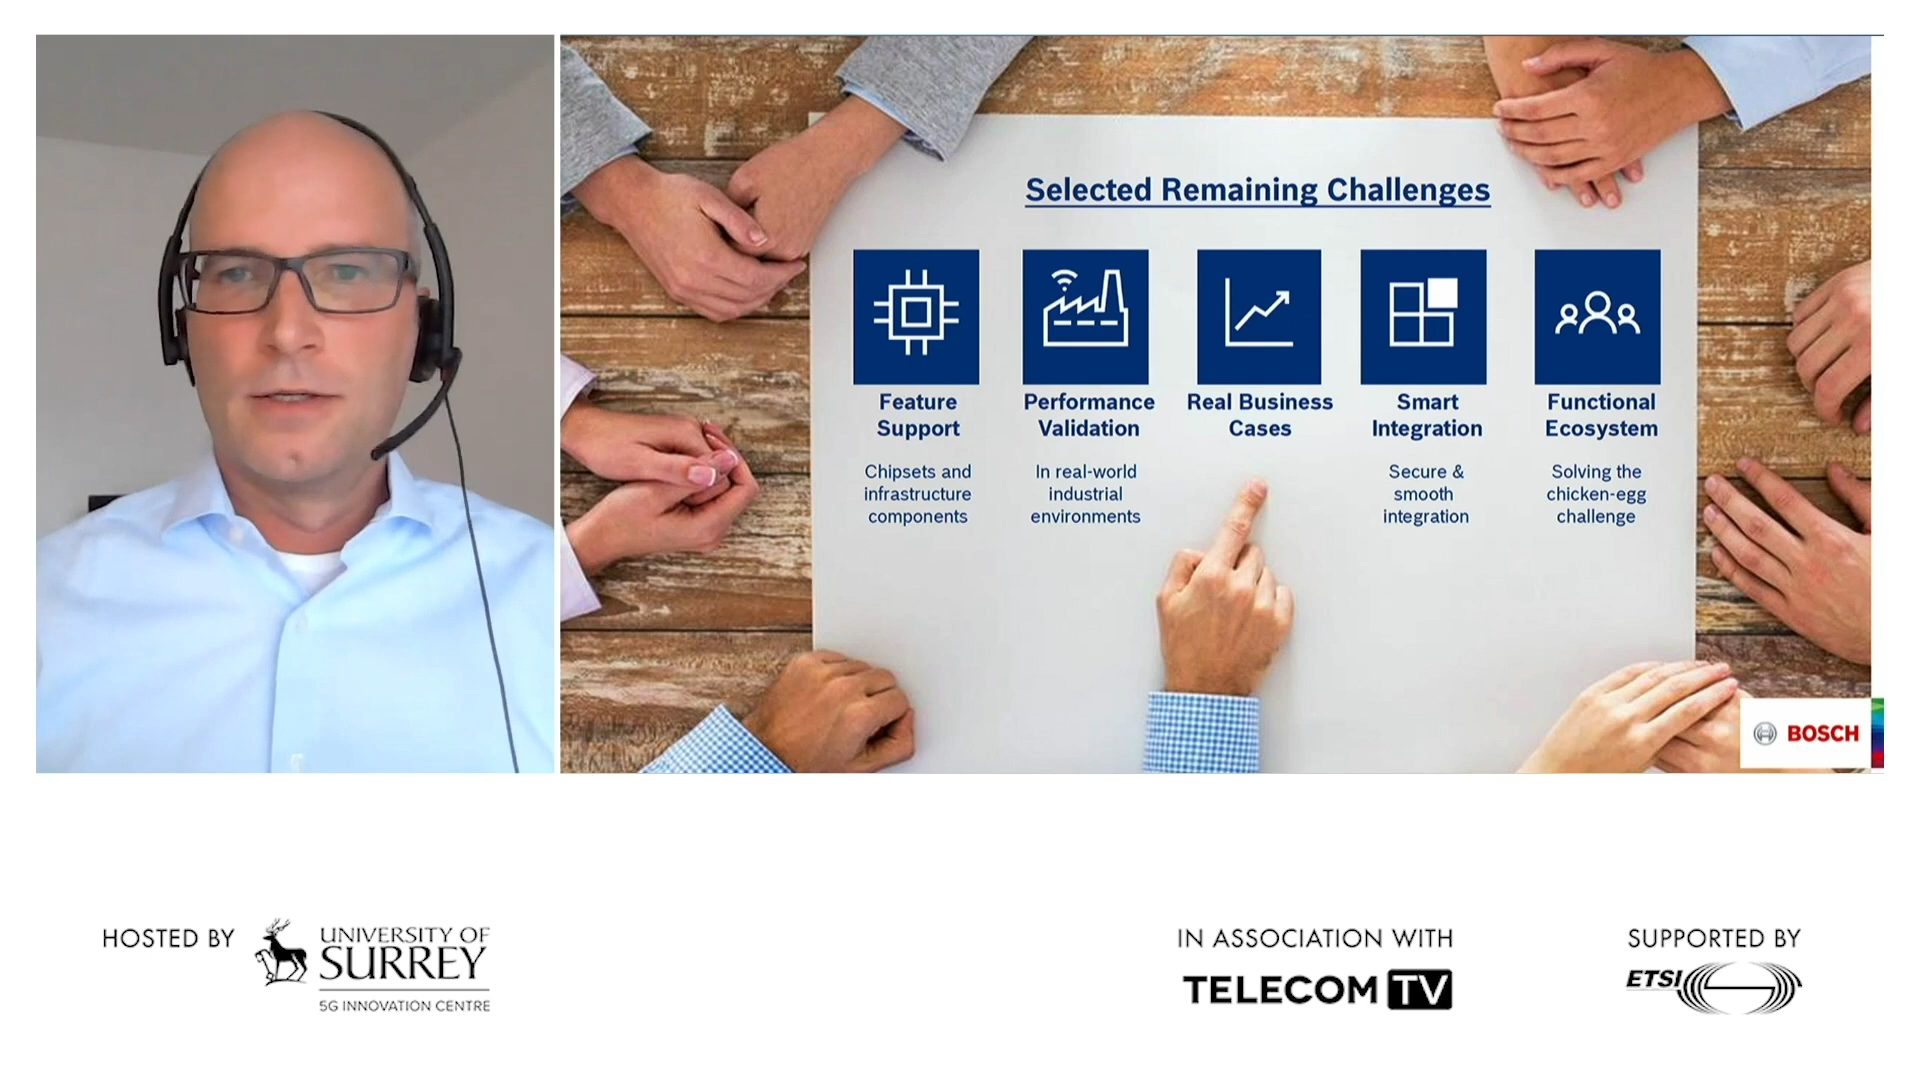 Selected Remaining Challenges
Feature
Support
Chipsets and
infrastructure
components
Performance
Validation
In real-world
industrial
environments
Real Business
Cases
Smart
Integration
Secure &
smooth
integration
Functional
Ecosystem
Solving the
chicken-egg
challenge
BOSCH
HOSTED BY
UNIVERSITY OF
SURREY
5G INNOVATION CENTRE
IN ASSOCIATION WITH
TELECOM TV
SUPPORTED BY
ETSI